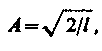 A = √2/l,